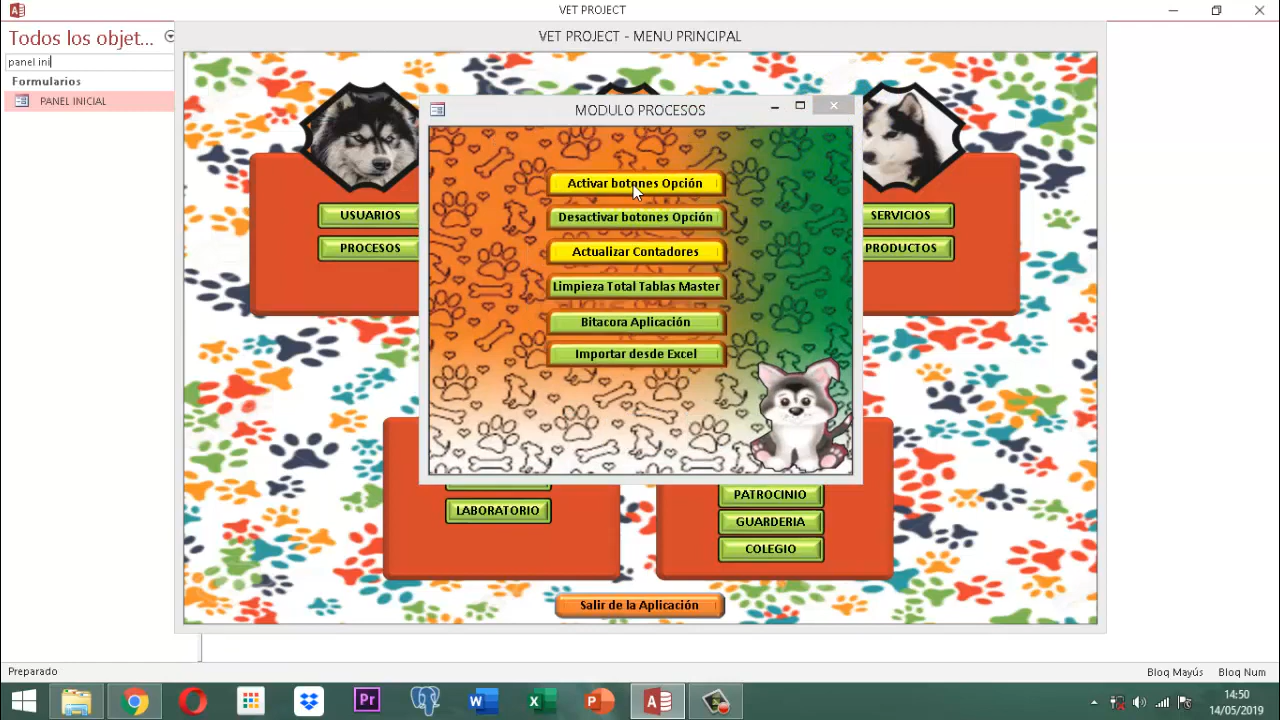 VET PROJECT
Todos los objet...
panel ini
Formularios
PANEL INICIAL
VET PROJECT - MENU PRINCIPAL
USUARIOS
PROCESOS
SERVICIOS
PRODUCTOS
MODULO PROCESOS
Activar botones Opción
Desactivar botones Opción
Actualizar Contadores
Limpieza Total Tablas Master
Bitacora Aplicación
Importar desde Excel
LABORATORIO
PATROCINIO
GUARDERIA
COLEGIO
Salir de la Aplicación
Preparado
Bloq Mayús
Bloq Num
Pr
W
X
P
A
14:50
14/05/2019